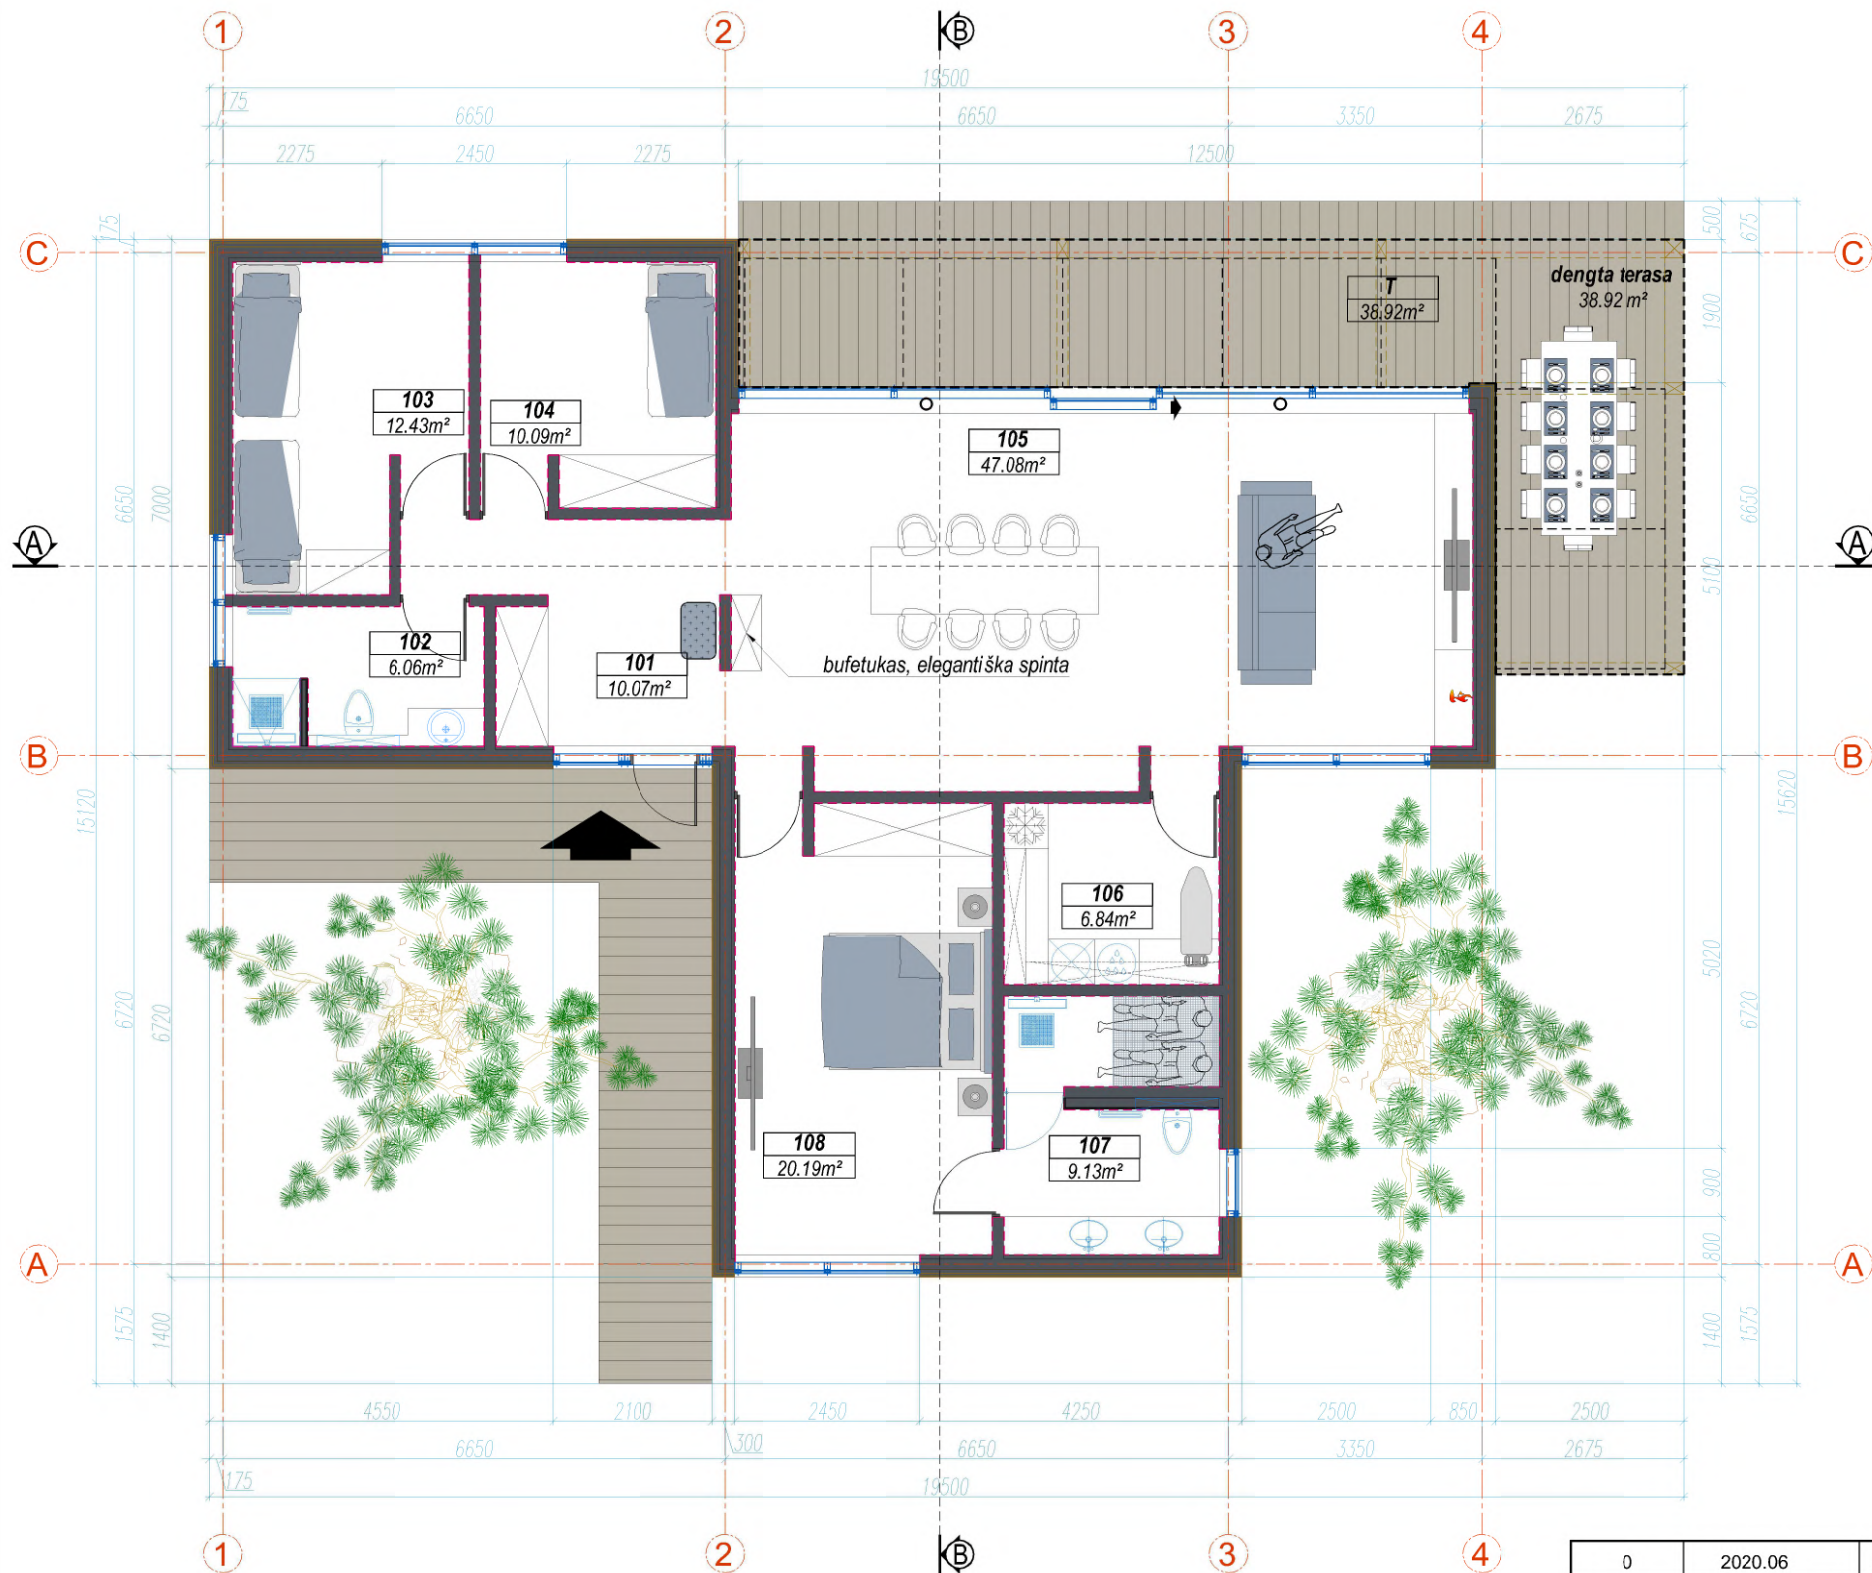 1 2 B 3 4
19500
175
6650 6650 3350 2675
2275 2450 2275 12500
175 500 675
C C
dengta terasa
38.92 m²
T
38.92m²
1900
103
12.43m²
104
10.09m²
105
47.08m²
6650 7000 6650
A A
5100
102
6.06m²
101
10.07m²
bufetukas, elegantiška spinta
B B
15120 15620
106
6.84m²
5020
6720 6720 6720
108
20.19m²
107
9.13m²
900
800
A A
1575 1400 1400 1575
4550 2100 2450 4250 2500 850 2500
6650 300 6650 3350 2675
175 19500
1 2 B 3 4
0 2020.06